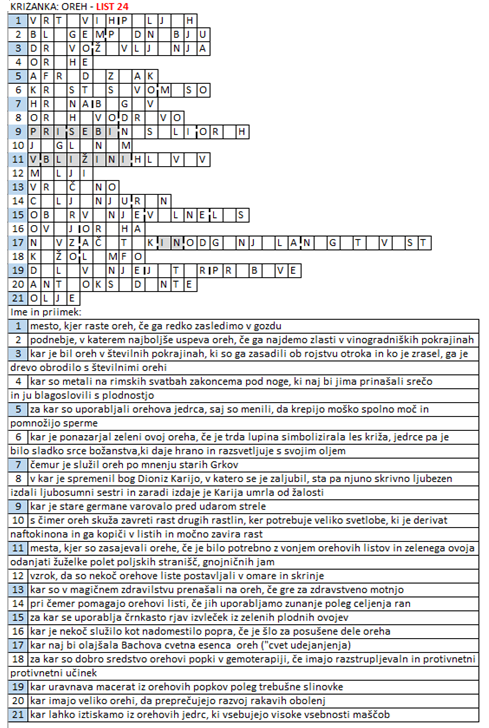 KRIZANKA: OREH - LIST 24
1 V R T V I H P L J H
2 B L G E M P D N B J U
3 D R V O Ž V L J N J A
4 O R H E
5 A F R D Z A K
6 K R S T S V O M S O
7 H R N A B G V
8 O R H V O D R V O
9 P R I S E B I N S L I O R H
10 J G L N M
11 V B L I Ž I N I H L V V
12 M L J I
13 V R Č N O
14 C L J N J U R N
15 O B R V N J E V L N E L S
16 O V J O R H A
17 N V Z A Č T K I N O D G N J L A N G T V S T
18 K Ž O L M F O
19 D L V N J E J T R P R B V E
20 A N T O K S D N T E
21 O L J E
Ime in priimek:
1 mesto, kjer raste oreh, če ga redko zasledimo v gozdu
2 podnebje, v katerem najboljše uspeva oreh, če ga najdemo zlasti v vinogradniških pokrajinah
3 kar je bil oreh v številnih pokrajinah, ki so ga zasadili ob rojstvu otroka in ko je zrasel, ga je
drevo obrodilo s številnimi orehi
4 kar so metali na rimskih svatbah zakoncema pod noge, ki naj bi jima prinašali srečo
in ju blagoslovili s plodnostjo
5 za kar so uporabljali orehova jedrca, saj so menili, da krepijo moško spolno moč in
pomnožijo sperme
6 kar je ponazarjal zeleni ovoj oreha, če je trda lupina simbolizirala les križa, jedrce pa je
bilo sladko srce božanstva,ki daje hrano in razsvetljuje s svojim oljem
7 čemur je služil oreh po mnenju starih Grkov
8 v kar je spremenil bog Dioniz Karijo, v katero se je zaljubil, sta pa njuno skrivno ljubezen
izdali ljubosumni sestri in zaradi izdaje je Karija umrla od žalosti
9 kar je stare germane varovalo pred udarom strele
10 s čimer oreh skuša zavreti rast drugih rastlin, ker potrebuje veliko svetlobe, ki je derivat
naftokinona in ga kopiči v listih in močno zavira rast
11 mesta, kjer so zasajevali orehe, če je bilo potrebno z vonjem orehovih listov in zelenega ovoja
odanjati žuželke polet poljskih stranišč, gnojničnih jam
12 vzrok, da so nekoč orehove liste postavljali v omare in skrinje
13 kar so v magičnem zdravilstvu prenašali na oreh, če gre za zdravstveno motnjo
14 pri čemer pomagajo orehovi listi, če jih uporabljamo zunanje poleg celjenja ran
15 za kar se uporablja črnkasto rjav izvleček iz zelenih plodnih ovojev
16 kar je nekoč služilo kot nadomestilo popra, če je šlo za posušene dele oreha
17 kar naj bi olajšala Bachova cvetna esenca oreh ("cvet udejanjenja)
18 za kar so dobro sredstvo orehovi popki v gemoterapiji, če imajo razstrupljevaln in protivnetni
protivnetni učinek
19 kar uravnava macerat iz orehovih popkov poleg trebušne slinovke
20 kar imajo veliko orehi, da preprečujejo razvoj rakavih obolenj
21 kar lahko iztiskamo iz orehovih jedrc, ki vsebujejo visoke vsebnosti maščob